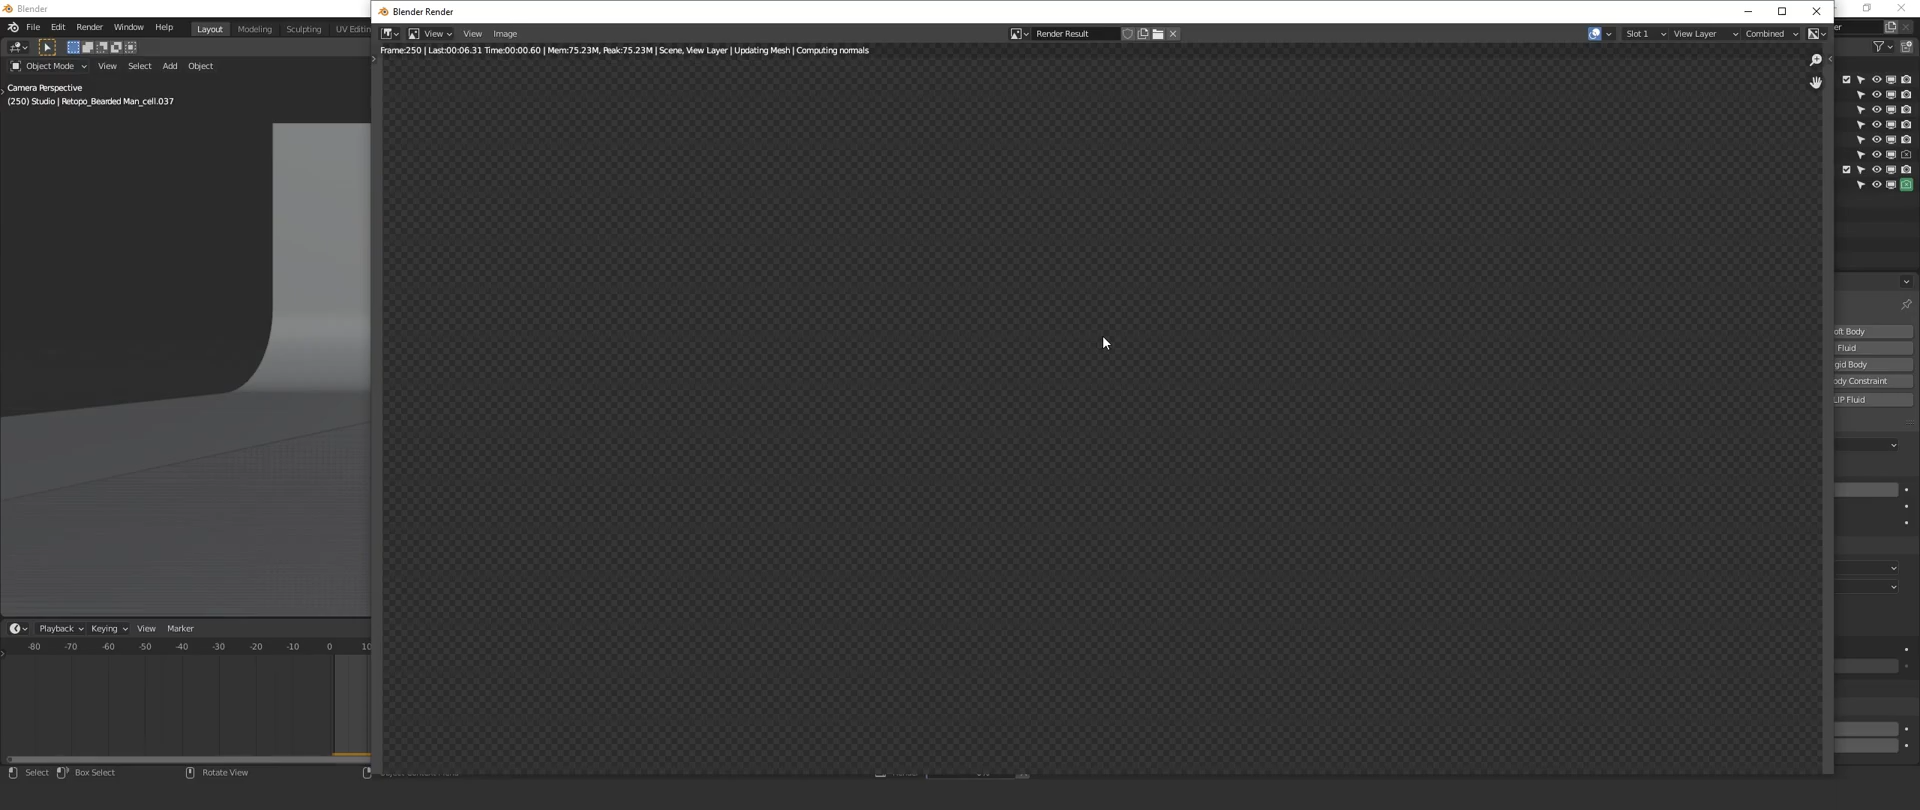 Blender
File Edit Render Window Help Layout Modeling Sculpting UV Editin
Object Mode View Select Add Object
Camera Perspective
(250) Studio | Retopo_Bearded Man_cell.037
Blender Render
View View Image Render Result Slot 1 View Layer Combined
Frame:250 | Last:00:06.31 Time:00:00.60 | Mem:75.23M, Peak:75.23M | Scene, View Layer | Updating Mesh | Computing normals
er
oft Body
Fluid
gid Body
ody Constraint
LIP Fluid
Playback Keying View Marker
-80 -70 -60 -50 -40 -30 -20 -10 0 10
Select Box Select Rotate View